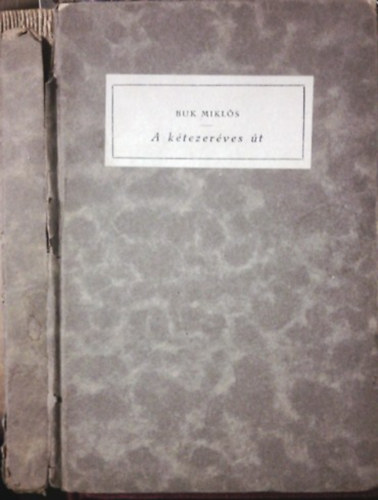 BUK MIKLÓS
A kétezeréves út